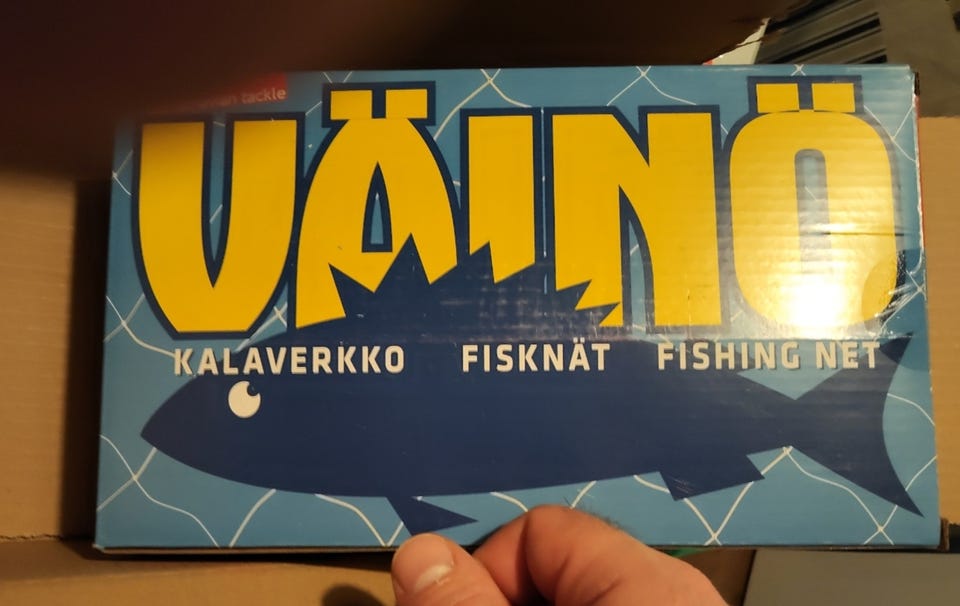 tackle
VÄINÖ
KALAVERKKO FISKNÄT FISHING NET